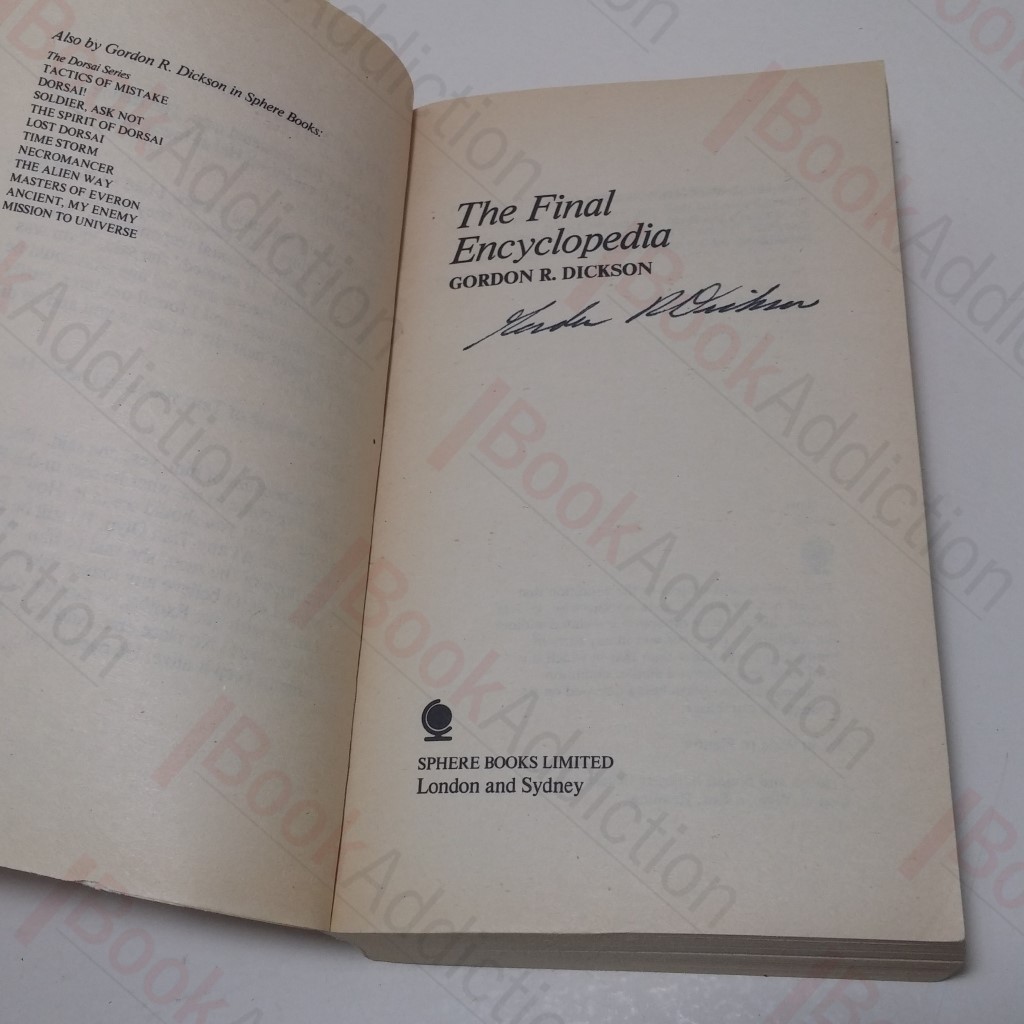 Also by Gordon R. Dickson in Sphere Books:
The Dorsai Series
TACTICS OF MISTAKE
DORSAI!
SOLDIER, ASK NOT
THE SPIRIT OF DORSAI
LOST DORSAI
TIME STORM
NECROMANCER
THE ALIEN WAY
MASTERS OF EVERON
ANCIENT, MY ENEMY
MISSION TO UNIVERSE
The Final
Encyclopedia
GORDON R. DICKSON
Gordon R Dickson
SPHERE BOOKS LIMITED
London and Sydney
BookAddiction